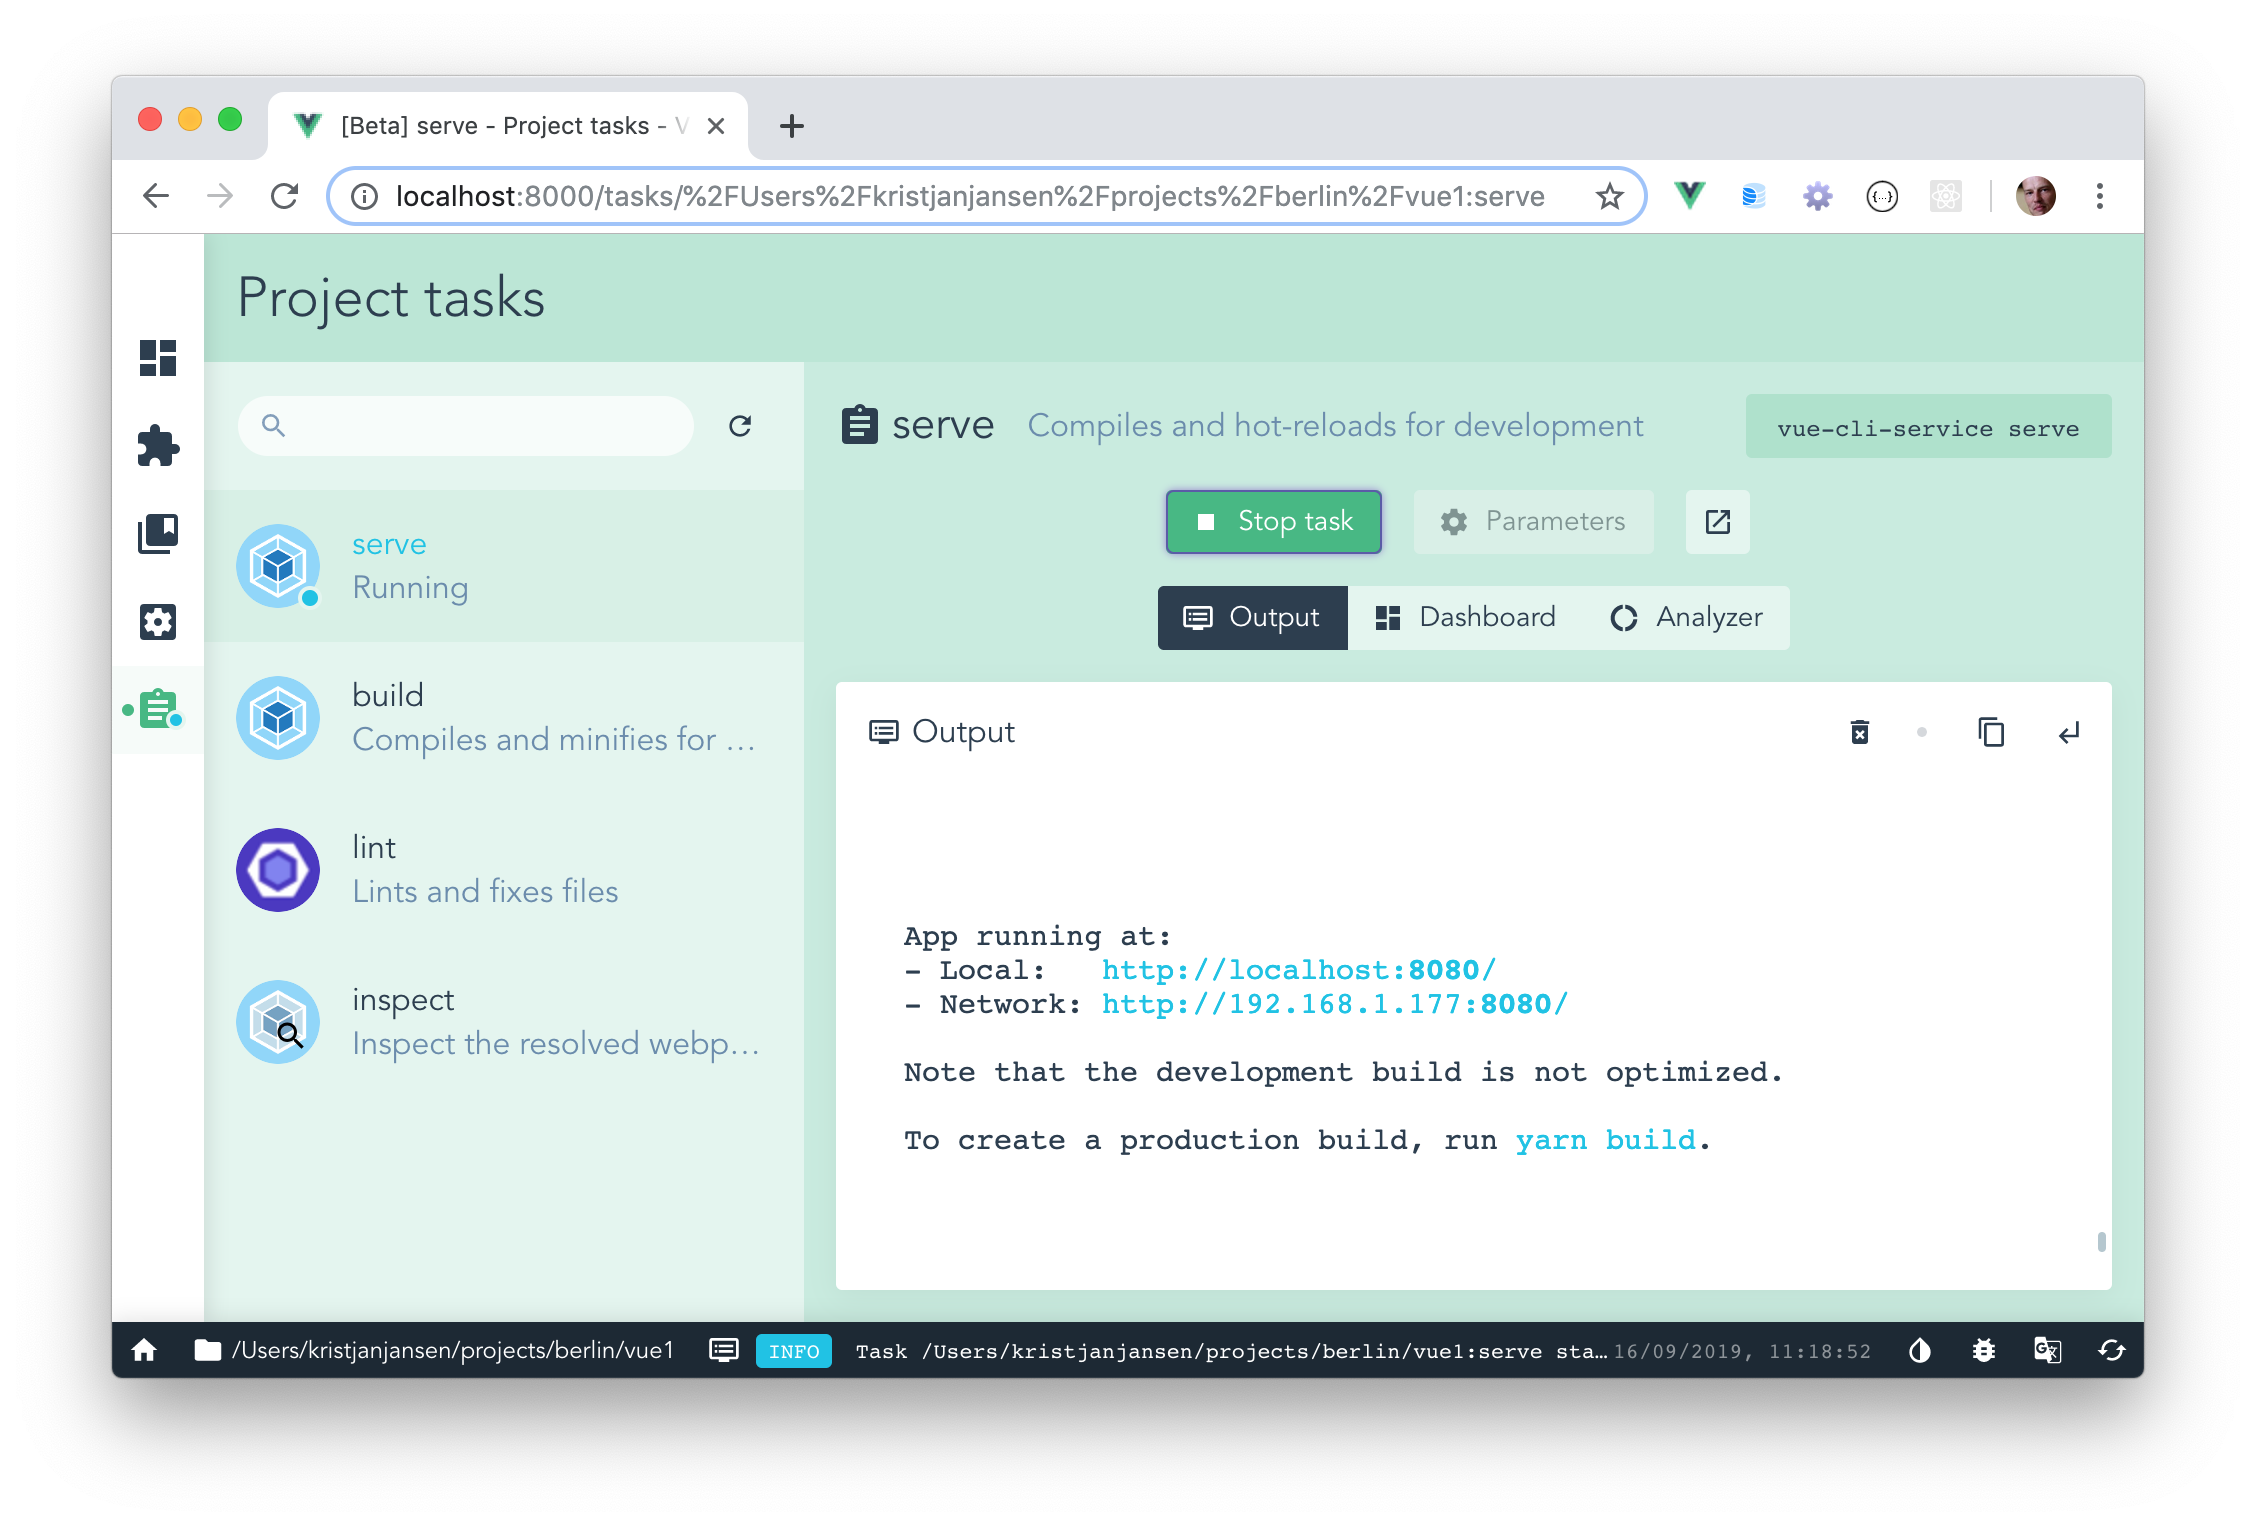 [Beta] serve - Project tasks - V
localhost:8000/tasks/%2FUsers%2Fkristjanjansen%2Fprojects%2Fberlin%2Fvue1:serve
Project tasks
serve
Running
build
Compiles and minifies for …
lint
Lints and fixes files
inspect
Inspect the resolved webp…
serve Compiles and hot-reloads for development vue-cli-service serve
Stop task Parameters
Output Dashboard Analyzer
Output
App running at:
- Local: http://localhost:8080/
- Network: http://192.168.1.177:8080/
Note that the development build is not optimized.
To create a production build, run yarn build.
/Users/kristjanjansen/projects/berlin/vue1 INFO Task /Users/kristjanjansen/projects/berlin/vue1:serve sta… 16/09/2019, 11:18:52